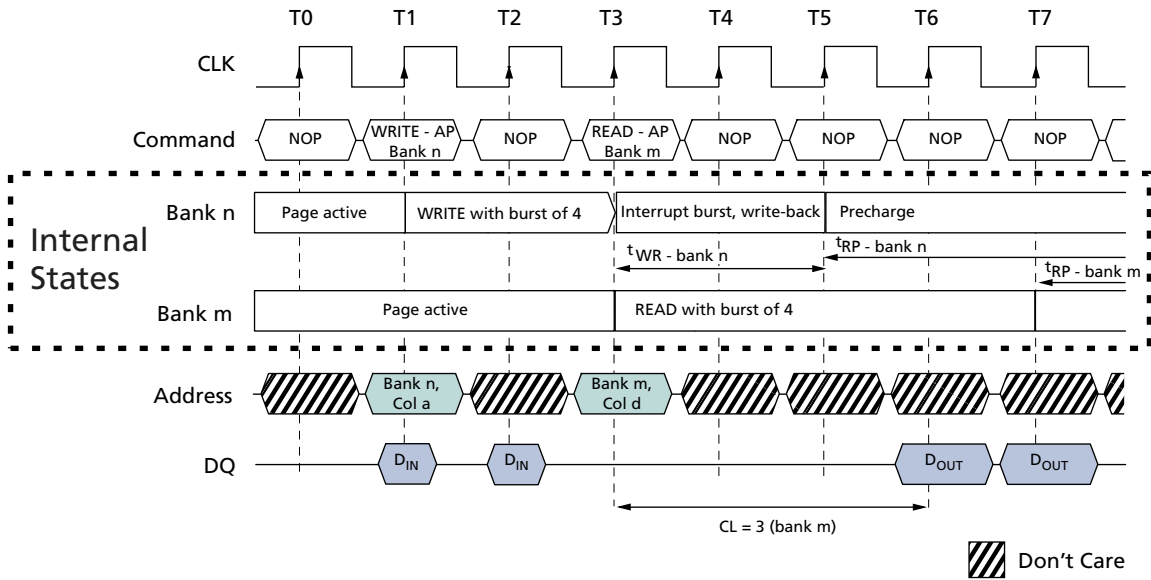 T0 T1 T2 T3 T4 T5 T6 T7
CLK
Command NOP WRITE - AP NOP READ - AP NOP NOP NOP NOP
Bank n Bank m
Bank n Page active WRITE with burst of 4 Interrupt burst, write-back Precharge
Internal
States
tWR - bank n tRP - bank n
tRP - bank m
Bank m Page active READ with burst of 4
Address Bank n, Bank m,
Col a Col d
DQ DIN DIN DOUT DOUT
CL = 3 (bank m)
Don't Care